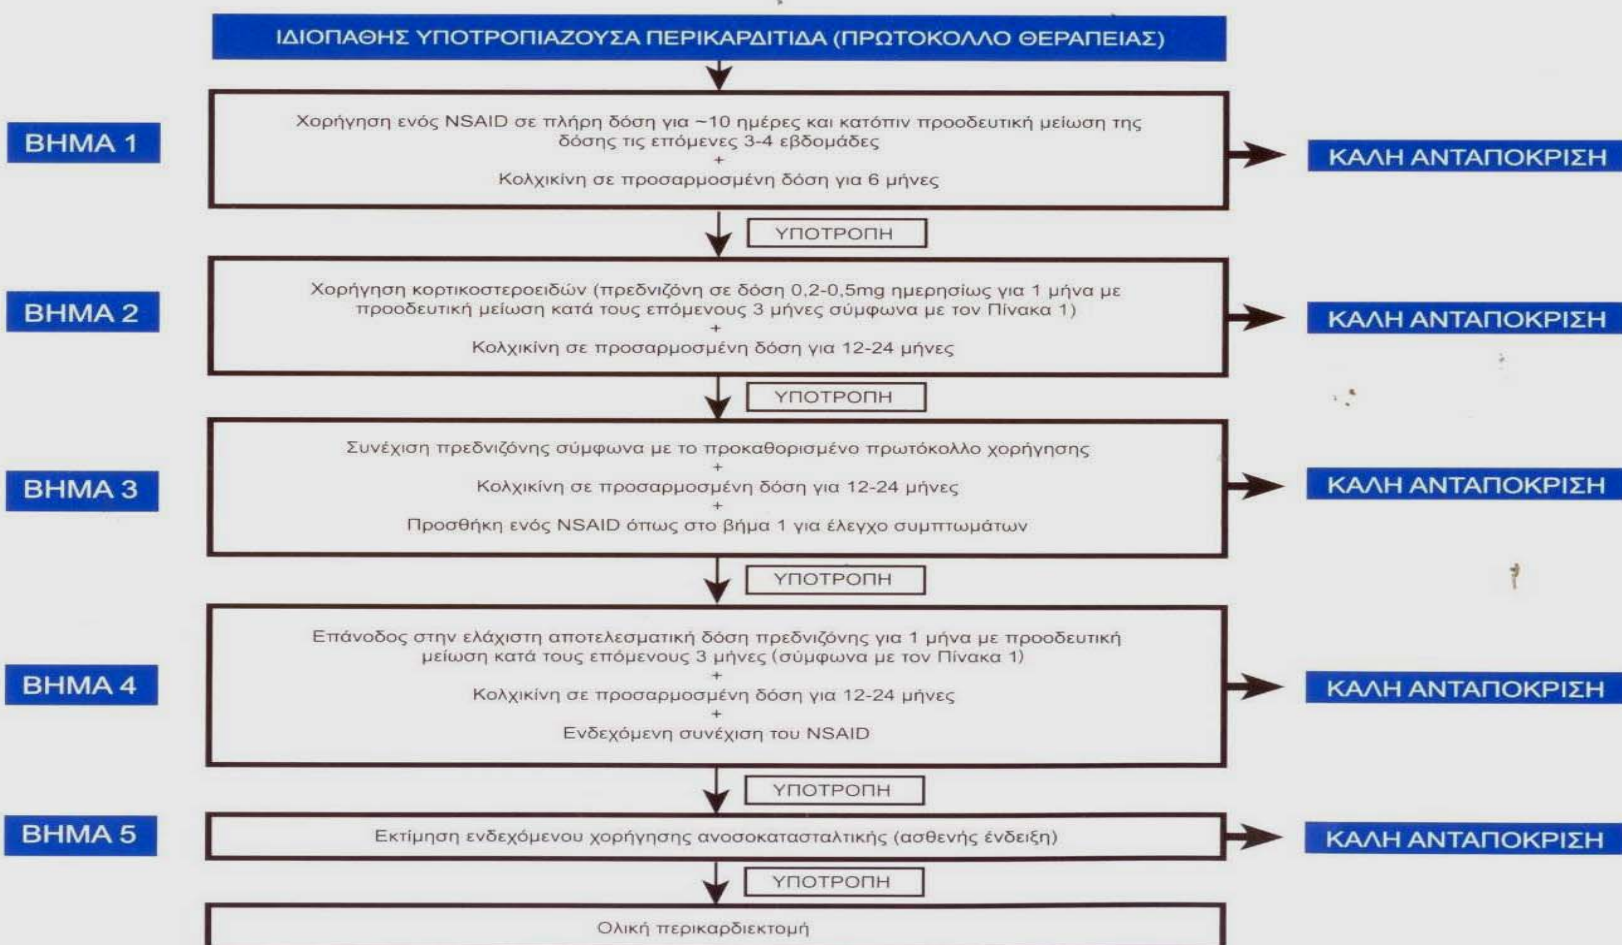 ΙΔΙΟΠΑΘΗΣ ΥΠΟΤΡΟΠΙΑΖΟΥΣΑ ΠΕΡΙΚΑΡΔΙΤΙΔΑ (ΠΡΩΤΟΚΟΛΛΟ ΘΕΡΑΠΕΙΑΣ)
ΒΗΜΑ 1
Χορήγηση ενός NSAID σε πλήρη δόση για ~10 ημέρες και κατόπιν προοδευτική μείωση της
δόσης τις επόμενες 3-4 εβδομάδες
+
Κολχικίνη σε προσαρμοσμένη δόση για 6 μήνες
ΚΑΛΗ ΑΝΤΑΠΟΚΡΙΣΗ
ΥΠΟΤΡΟΠΗ
ΒΗΜΑ 2
Χορήγηση κορτικοστεροειδών (πρεδνιζόνη σε δόση 0,2-0,5mg ημερησίως για 1 μήνα με
προοδευτική μείωση κατά τους επόμενους 3 μήνες σύμφωνα με τον Πίνακα 1)
+
Κολχικίνη σε προσαρμοσμένη δόση για 12-24 μήνες
ΚΑΛΗ ΑΝΤΑΠΟΚΡΙΣΗ
ΥΠΟΤΡΟΠΗ
ΒΗΜΑ 3
Συνέχιση πρεδνιζόνης σύμφωνα με το προκαθορισμένο πρωτόκολλο χορήγησης
+
Κολχικίνη σε προσαρμοσμένη δόση για 12-24 μήνες
+
Προσθήκη ενός NSAID όπως στο βήμα 1 για έλεγχο συμπτωμάτων
ΚΑΛΗ ΑΝΤΑΠΟΚΡΙΣΗ
ΥΠΟΤΡΟΠΗ
ΒΗΜΑ 4
Επάνοδος στην ελάχιστη αποτελεσματική δόση πρεδνιζόνης για 1 μήνα με προοδευτική
μείωση κατά τους επόμενους 3 μήνες (σύμφωνα με τον Πίνακα 1)
+
Κολχικίνη σε προσαρμοσμένη δόση για 12-24 μήνες
+
Ενδεχόμενη συνέχιση του NSAID
ΚΑΛΗ ΑΝΤΑΠΟΚΡΙΣΗ
ΥΠΟΤΡΟΠΗ
ΒΗΜΑ 5
Εκτίμηση ενδεχόμενου χορήγησης ανοσοκατασταλτικής (ασθενής ένδειξη)
ΚΑΛΗ ΑΝΤΑΠΟΚΡΙΣΗ
ΥΠΟΤΡΟΠΗ
Ολική περικαρδιεκτομή